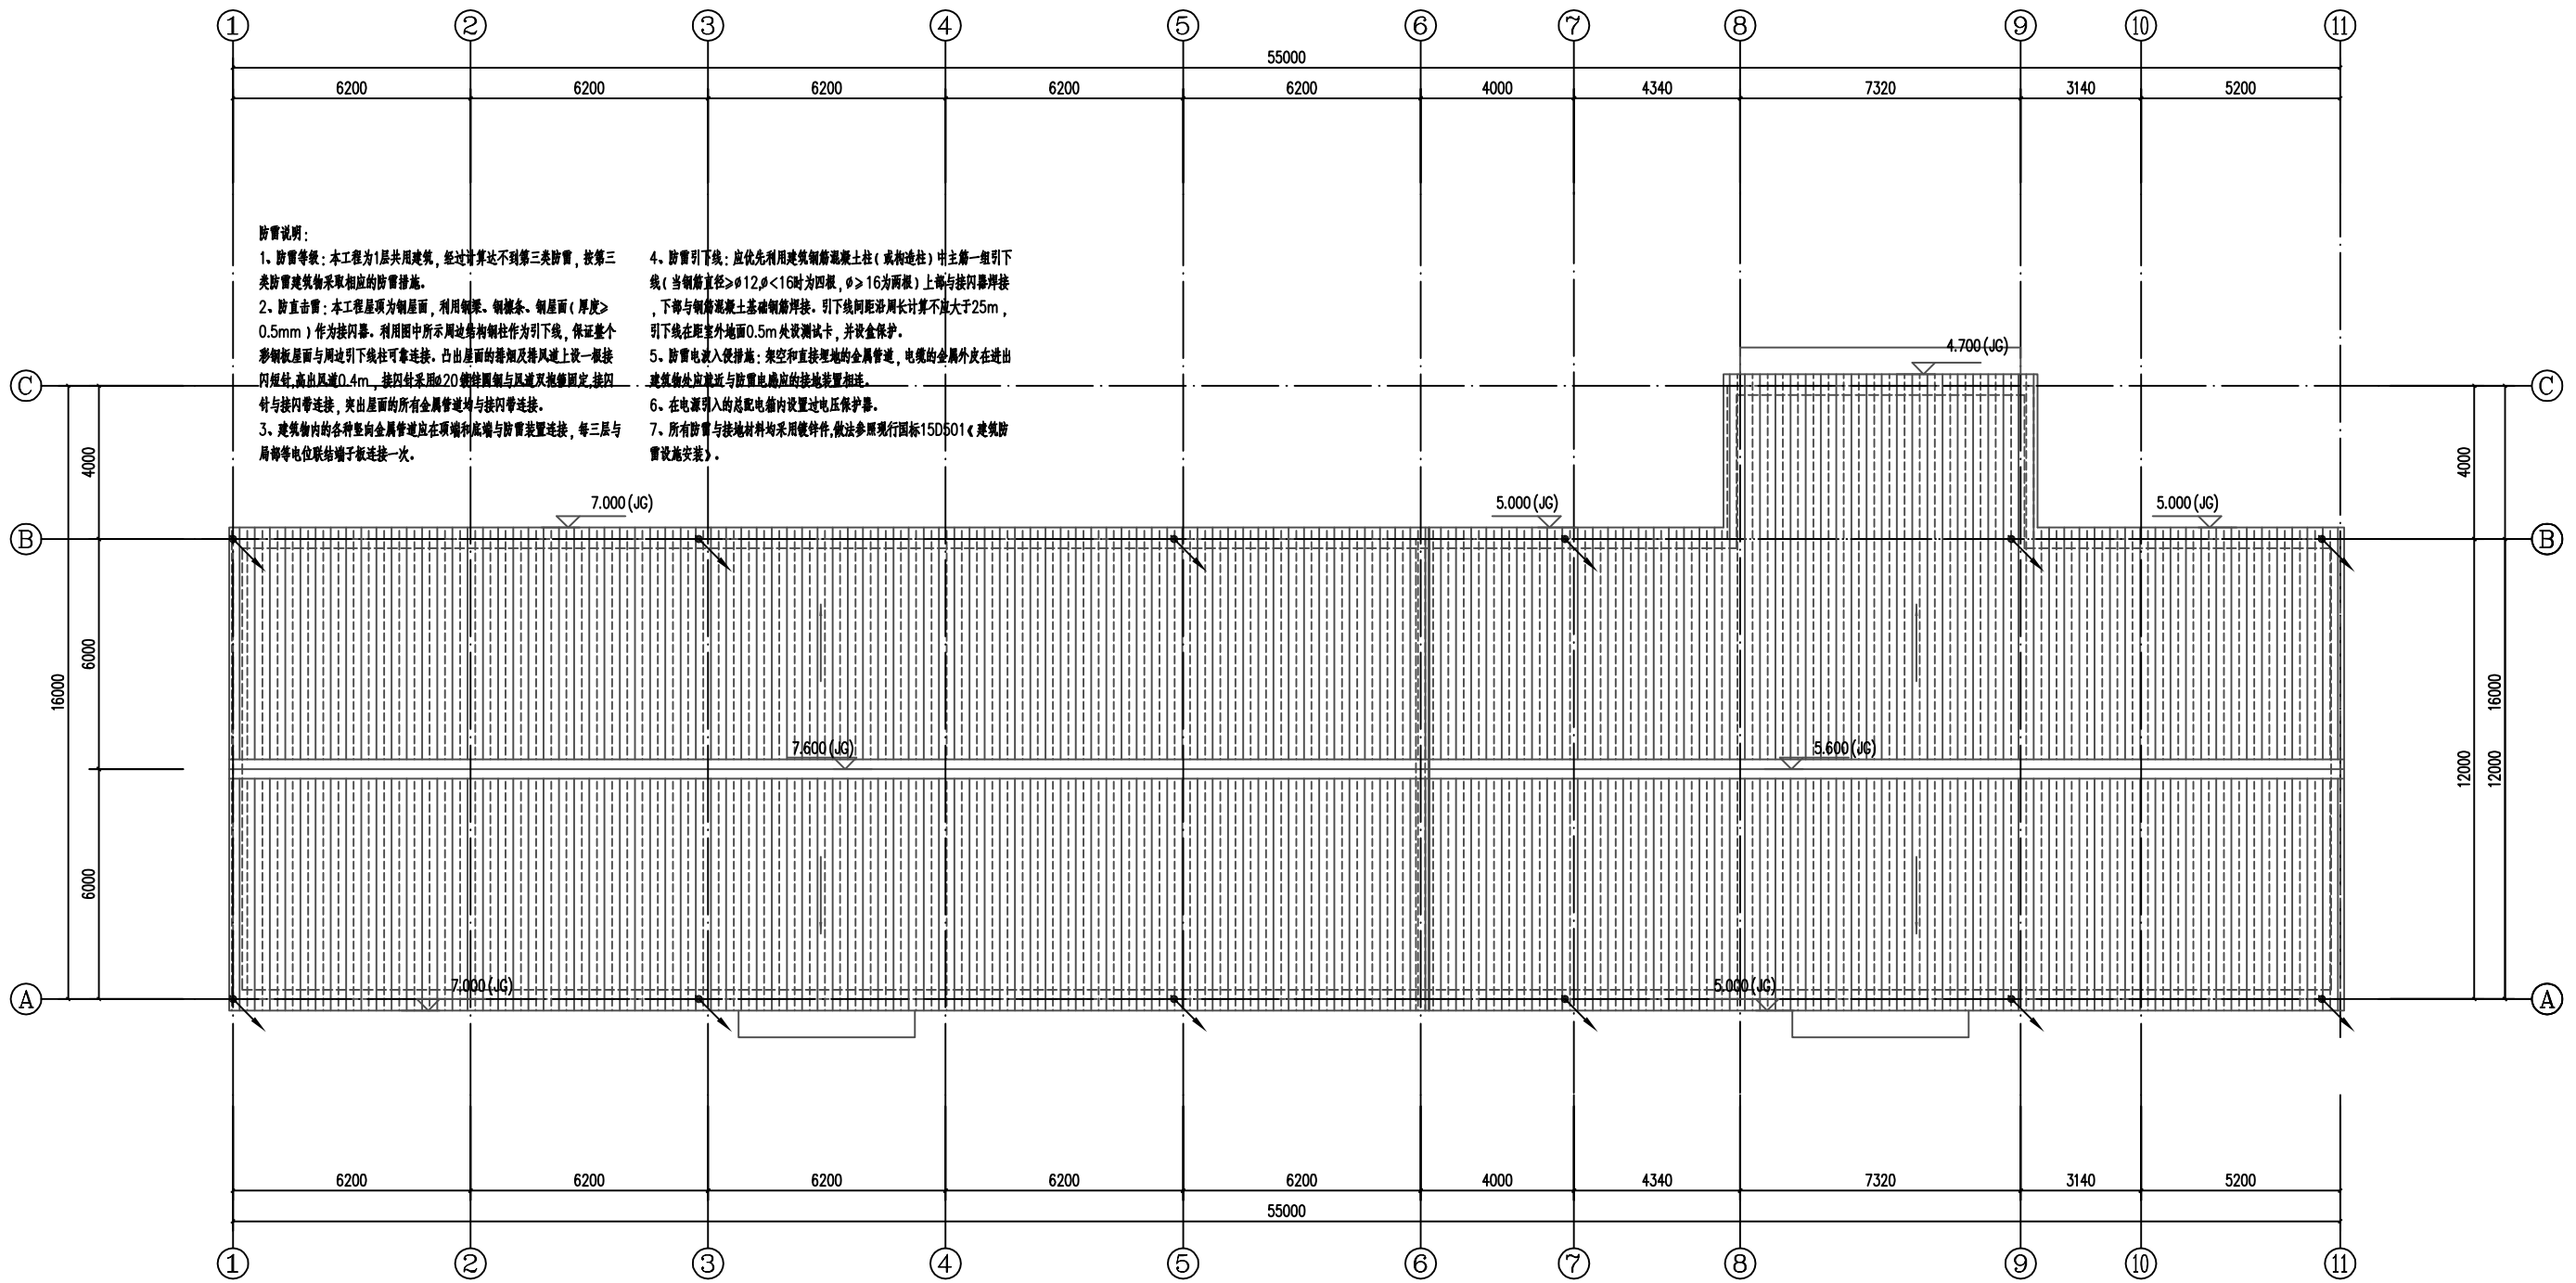 1 2 3 4 5 6 7 8 9 10 11
55000
6200 6200 6200 6200 6200 4000 4340 7320 3140 5200
防雷说明：
1、防雷等级：本工程为1层共用建筑，经过计算达不到第三类防雷，按第三
类防雷建筑物采取相应的防雷措施。
2、防直击雷：本工程屋顶为钢屋面，利用钢梁、钢檩条、钢屋面（厚度≥
0.5mm）作为接闪器。利用图中所示周边结构钢柱作为引下线，保证整个
彩钢板屋面与周边引下线柱可靠连接。凸出屋面的排烟及排风道上设一根接
闪短针,高出风道0.4m，接闪针采用ø20镀锌圆钢与风道双抱箍固定,接闪
针与接闪带连接，突出屋面的所有金属管道均与接闪带连接。
3、建筑物内的各种竖向金属管道应在顶端和底端与防雷装置连接，每三层与
局部等电位联结端子板连接一次。
4、防雷引下线：应优先利用建筑钢筋混凝土柱（或构造柱）中主筋一组引下
线（当钢筋直径≥ø12,ø<16时为四根，ø≥16为两根）上部与接闪器焊接
，下部与钢筋混凝土基础钢筋焊接。引下线间距沿周长计算不应大于25m，
引下线在距室外地面0.5m处设测试卡，并设盒保护。
5、防雷电波入侵措施：架空和直接埋地的金属管道，电缆的金属外皮在进出
建筑物处应就近与防雷电感应的接地装置相连。
6、在电源引入的总配电箱内设置过电压保护器。
7、所有防雷与接地材料均采用镀锌件,做法参照现行国标15D501《建筑防
雷设施安装》。
4.700(JG)
C C
4000 4000
7.000(JG) 5.000(JG) 5.000(JG)
B B
6000
16000 16000
7.600(JG) 5.600(JG)
12000 12000
6000
7.000(JG) 5.000(JG)
A A
6200 6200 6200 6200 6200 4000 4340 7320 3140 5200
55000
1 2 3 4 5 6 7 8 9 10 11